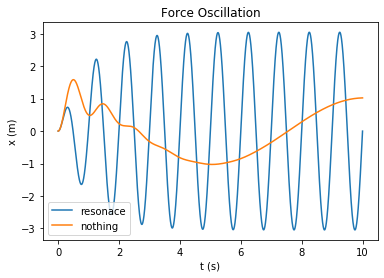 Force Oscillation
x (m)
3
2
1
0
−1
−2
−3
resonace
nothing
0
2
4
6
8
10
t (s)